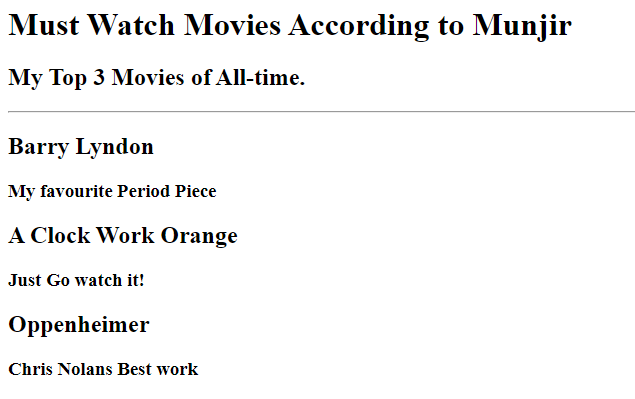 Must Watch Movies According to Munjir
My Top 3 Movies of All-time.
Barry Lyndon
My favourite Period Piece
A Clock Work Orange
Just Go watch it!
Oppenheimer
Chris Nolans Best work